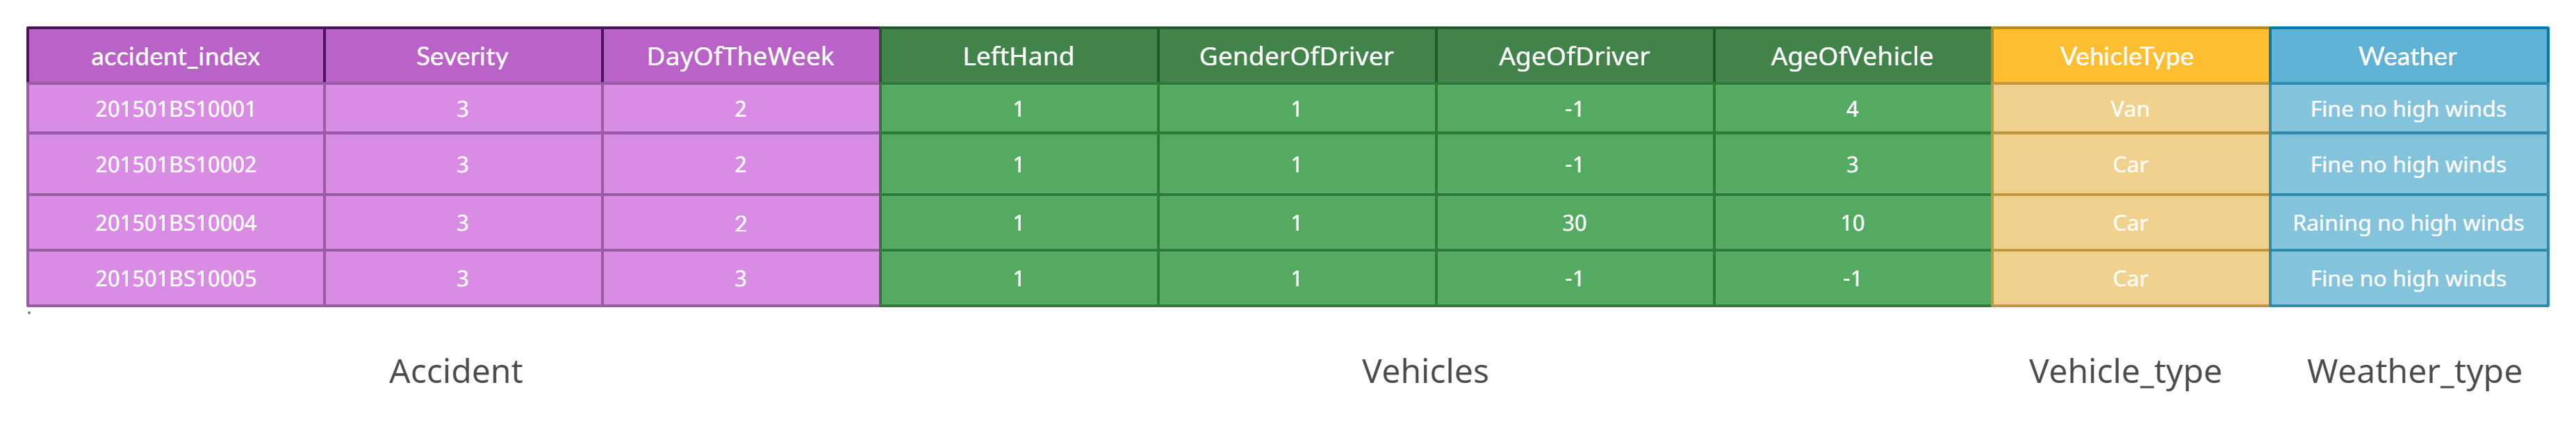 accident_index Severity DayOfTheWeek LeftHand GenderOfDriver AgeOfDriver AgeOfVehicle VehicleType Weather
201501BS10001 3 2 1 1 -1 4 Van Fine no high winds
201501BS10002 3 2 1 1 -1 3 Car Fine no high winds
201501BS10004 3 2 1 1 30 10 Car Raining no high winds
201501BS10005 3 3 1 1 -1 -1 Car Fine no high winds
Accident Vehicles Vehicle_type Weather_type